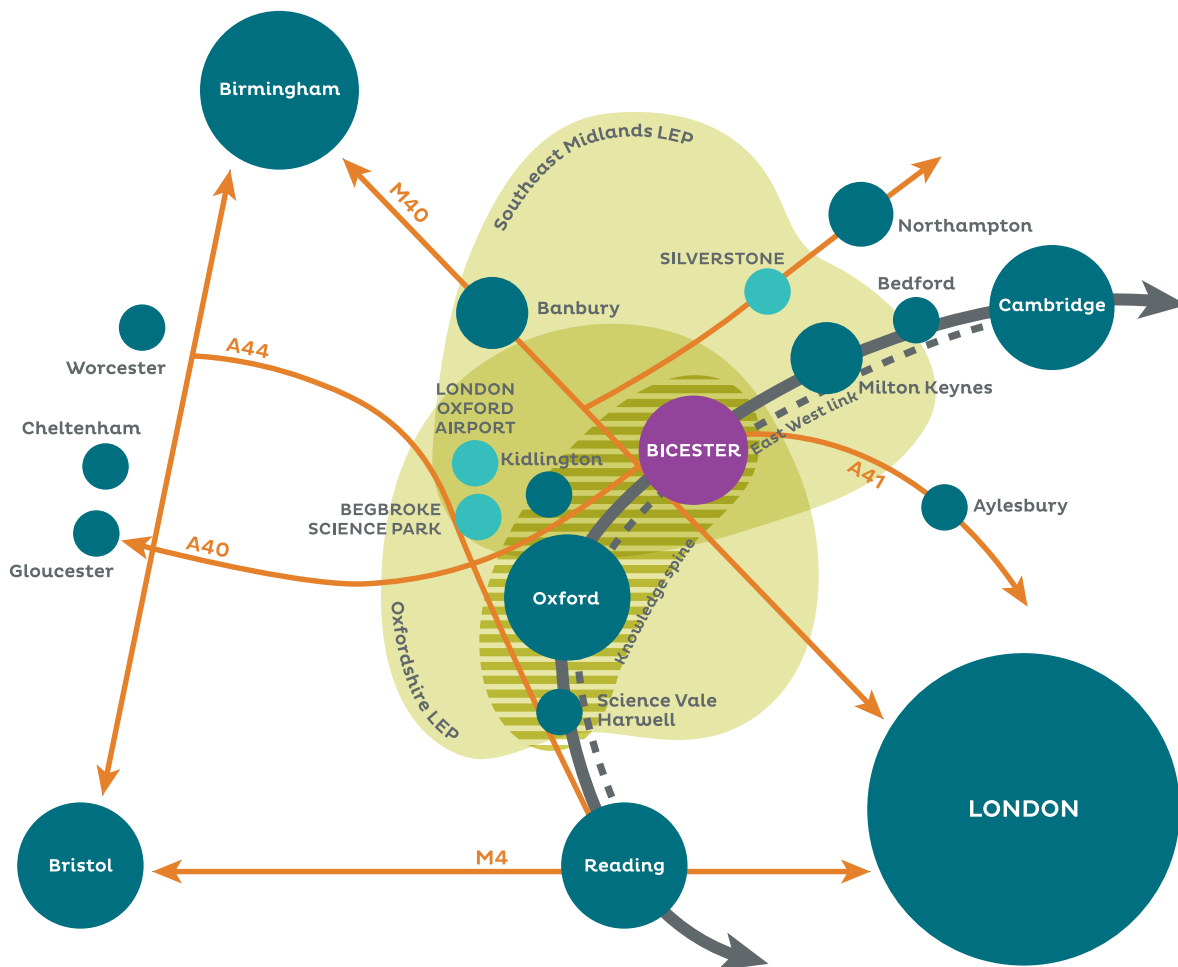 Birmingham
Southeast Midlands LEP
M40
Northampton
SILVERSTONE
Bedford
Cambridge
Banbury
Worcester
A44
Milton Keynes
LONDON
OXFORD
AIRPORT
East West link
Cheltenham
Kidlington
BICESTER
A41
BEGBROKE
SCIENCE PARK
Aylesbury
A40
Gloucester
Oxford
Knowledge spine
Oxfordshire LEP
Science Vale
Harwell
LONDON
Bristol
M4
Reading